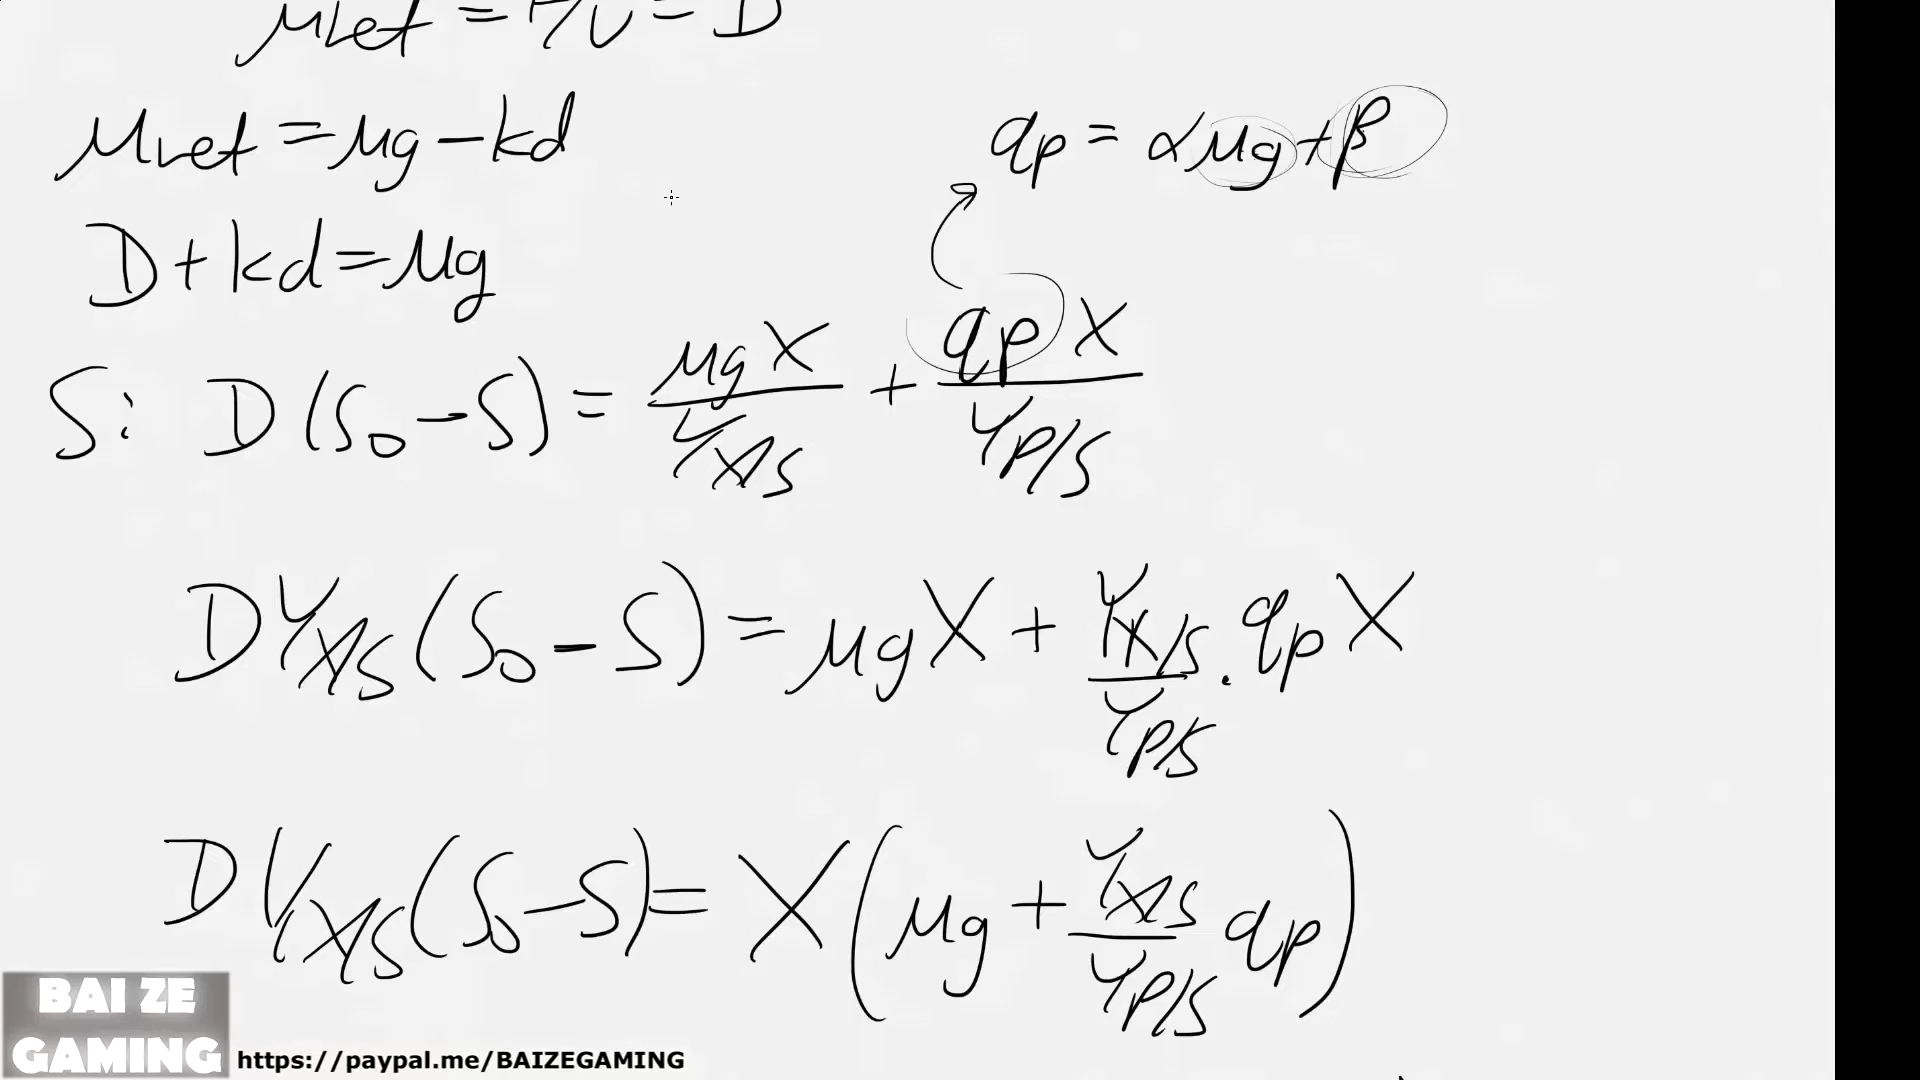 μnet = F/V = D
μnet = μg - kd
qp = αμg + β
D + kd = μg
S: D(S₀ - S) = μgX / Yx/s + qpX / Yp/s
DYx/s(S₀ - S) = μgX + Yx/s / Yp/s · qpX
DYx/s(S₀ - S) = X(μg + Yx/s / Yp/s qp)
BAI ZE
GAMING
https://paypal.me/BAIZEGAMING